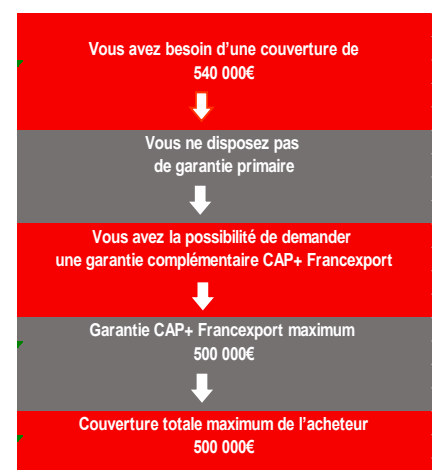 Vous avez besoin d'une couverture de
540 000€
Vous ne disposez pas
de garantie primaire
Vous avez la possibilité de demander
une garantie complémentaire CAP+ Francexport
Garantie CAP+ Francexport maximum
500 000€
Couverture totale maximum de l'acheteur
500 000€